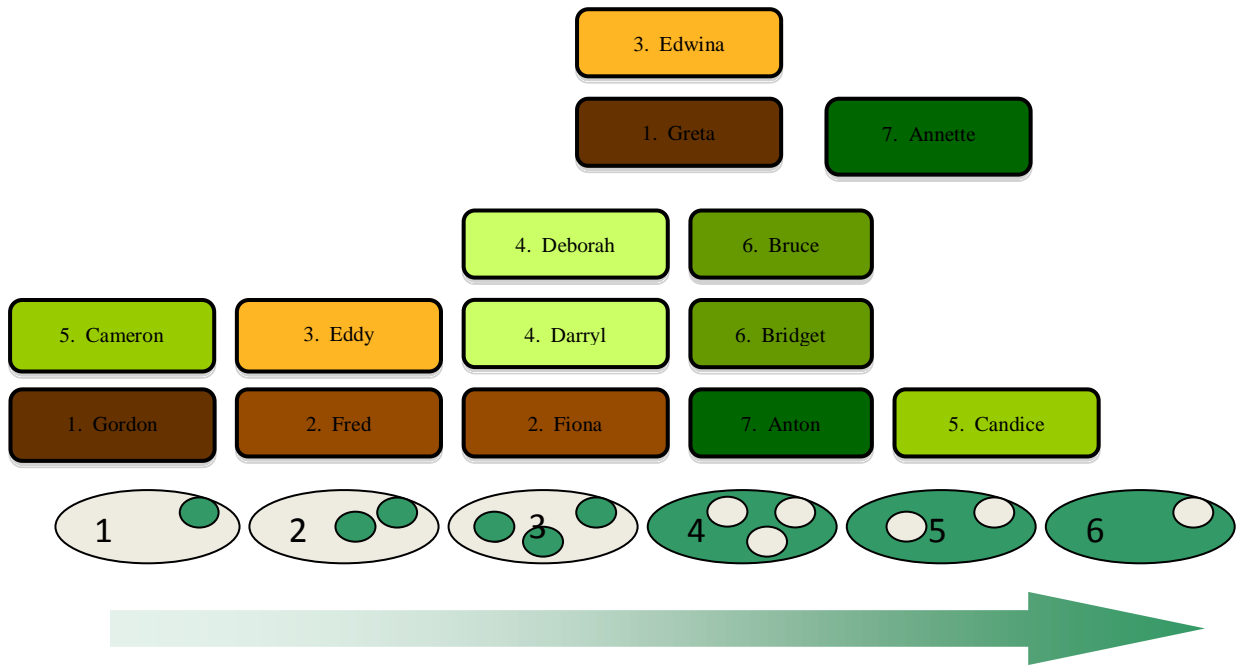 3. Edwina
1. Greta
7. Annette
4. Deborah
6. Bruce
5. Cameron
3. Eddy
4. Darryl
6. Bridget
1. Gordon
2. Fred
2. Fiona
7. Anton
5. Candice
1
2
3
4
5
6